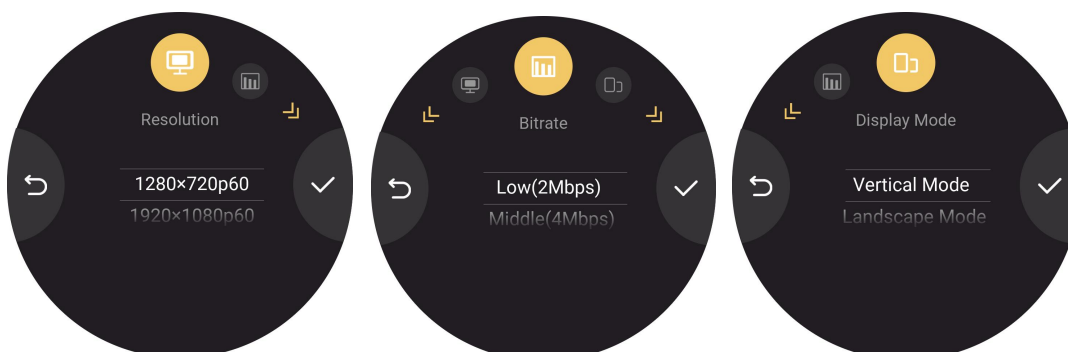 Resolution
1280×720p60
1920×1080p60
Bitrate
Low(2Mbps)
Middle(4Mbps)
Display Mode
Vertical Mode
Landscape Mode